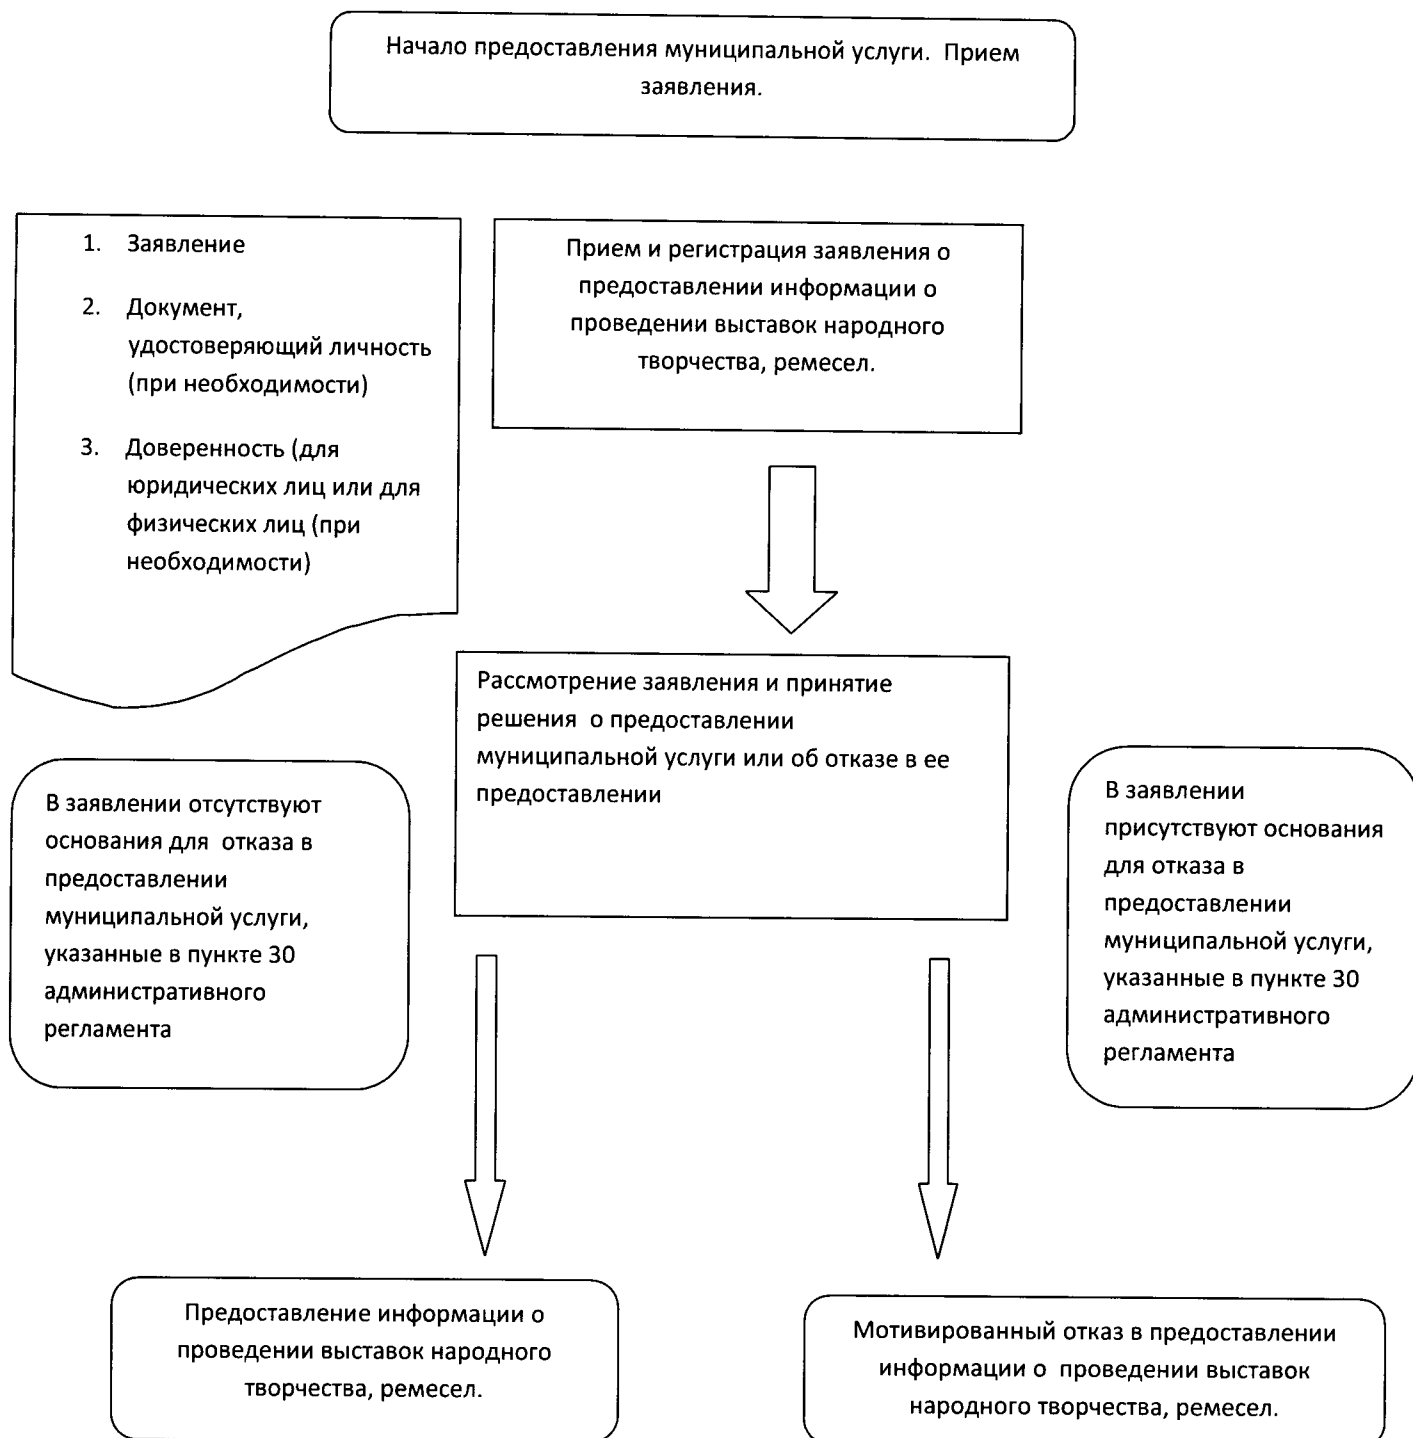 Начало предоставления муниципальной услуги. Прием
заявления.
1. Заявление
2. Документ,
удостоверяющий личность
(при необходимости)
3. Доверенность (для
юридических лиц или для
физических лиц (при
необходимости)
Прием и регистрация заявления о
предоставлении информации о
проведении выставок народного
творчества, ремесел.
Рассмотрение заявления и принятие
решения о предоставлении
муниципальной услуги или об отказе в ее
предоставлении
В заявлении отсутствуют
основания для отказа в
предоставлении
муниципальной услуги,
указанные в пункте 30
административного
регламента
В заявлении
присутствуют основания
для отказа в
предоставлении
муниципальной услуги,
указанные в пункте 30
административного
регламента
Предоставление информации о
проведении выставок народного
творчества, ремесел.
Мотивированный отказ в предоставлении
информации о проведении выставок
народного творчества, ремесел.